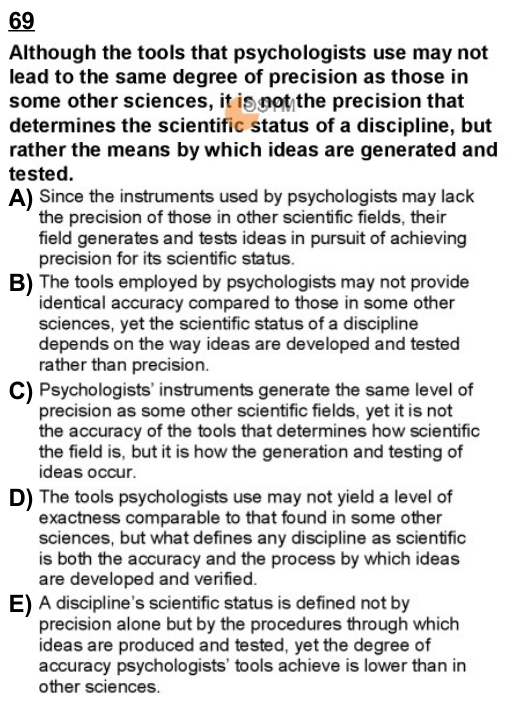 69
Although the tools that psychologists use may not
lead to the same degree of precision as those in
some other sciences, it is not the precision that
determines the scientific status of a discipline, but
rather the means by which ideas are generated and
tested.
A) Since the instruments used by psychologists may lack
the precision of those in other scientific fields, their
field generates and tests ideas in pursuit of achieving
precision for its scientific status.
B) The tools employed by psychologists may not provide
identical accuracy compared to those in some other
sciences, yet the scientific status of a discipline
depends on the way ideas are developed and tested
rather than precision.
C) Psychologists' instruments generate the same level of
precision as some other scientific fields, yet it is not
the accuracy of the tools that determines how scientific
the field is, but it is how the generation and testing of
ideas occur.
D) The tools psychologists use may not yield a level of
exactness comparable to that found in some other
sciences, but what defines any discipline as scientific
is both the accuracy and the process by which ideas
are developed and verified.
E) A discipline's scientific status is defined not by
precision alone but by the procedures through which
ideas are produced and tested, yet the degree of
accuracy psychologists' tools achieve is lower than in
other sciences.